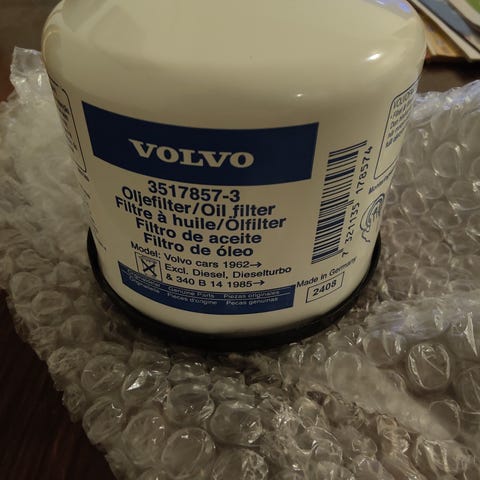 VOLVO
3517857-3
Oljefilter/Oil filter
Filtre à huile/Ölfilter
Filtro de aceite
Filtro de óleo
Model: Volvo cars 1962→
Excl. Diesel, Dieselturbo
& 340 B 14 1985→
Originaldelar Genuine Parts Piezas originales
Originalteile Pièces d'origine Peças genuinas
7 321135 178574
Made in Germany
2408